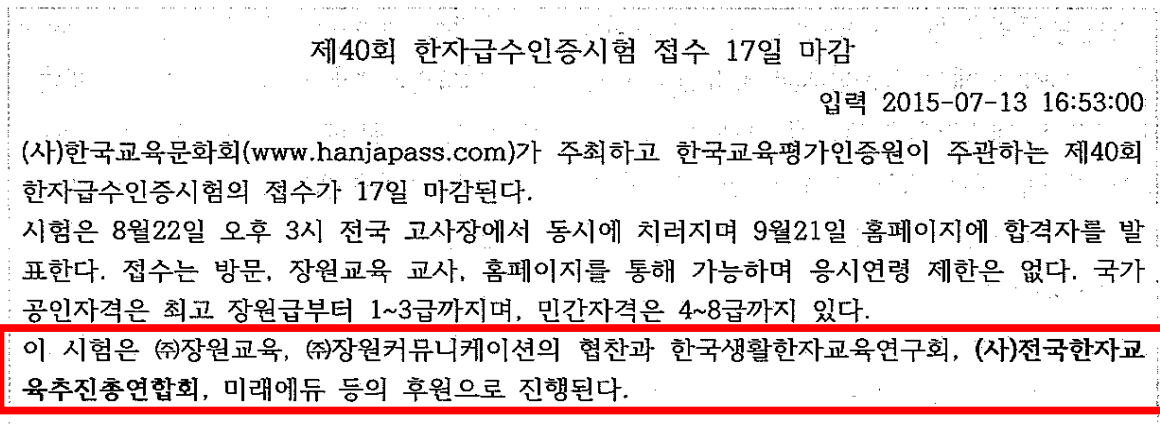 제40회 한자급수인증시험 접수 17일 마감
입력 2015-07-13 16:53:00
(사)한국교육문화회(www.hanjapass.com)가 주최하고 한국교육평가인증원이 주관하는 제40회
한자급수인증시험의 접수가 17일 마감된다.
시험은 8월22일 오후 3시 전국 고사장에서 동시에 치러지며 9월21일 홈페이지에 합격자를 발
표한다. 접수는 방문, 장원교육 교사, 홈페이지를 통해 가능하며 응시연령 제한은 없다. 국가
공인자격은 최고 장원급부터 1~3급까지며, 민간자격은 4~8급까지 있다.
이 시험은 ㈜장원교육, ㈜장원커뮤니케이션의 협찬과 한국생활한자교육연구회, (사)전국한자교
육추진총연합회, 미래에듀 등의 후원으로 진행된다.